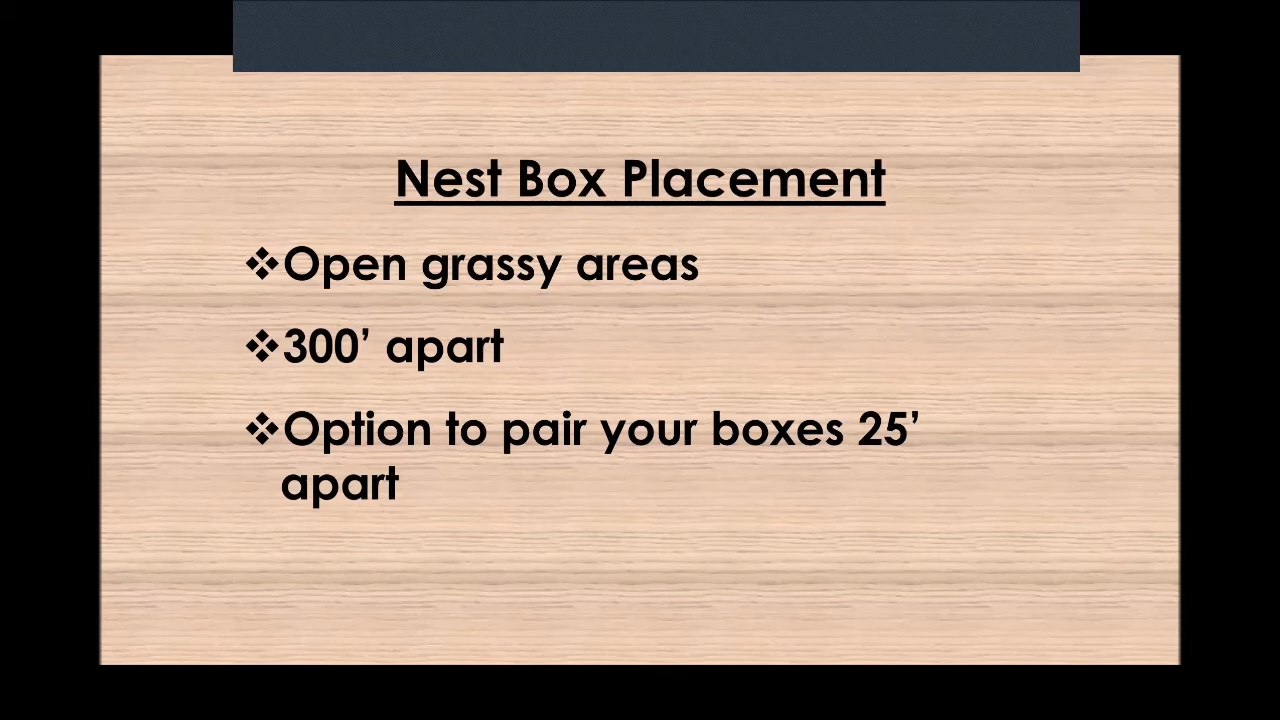 Nest Box Placement
❖Open grassy areas
❖300’ apart
❖Option to pair your boxes 25’
apart